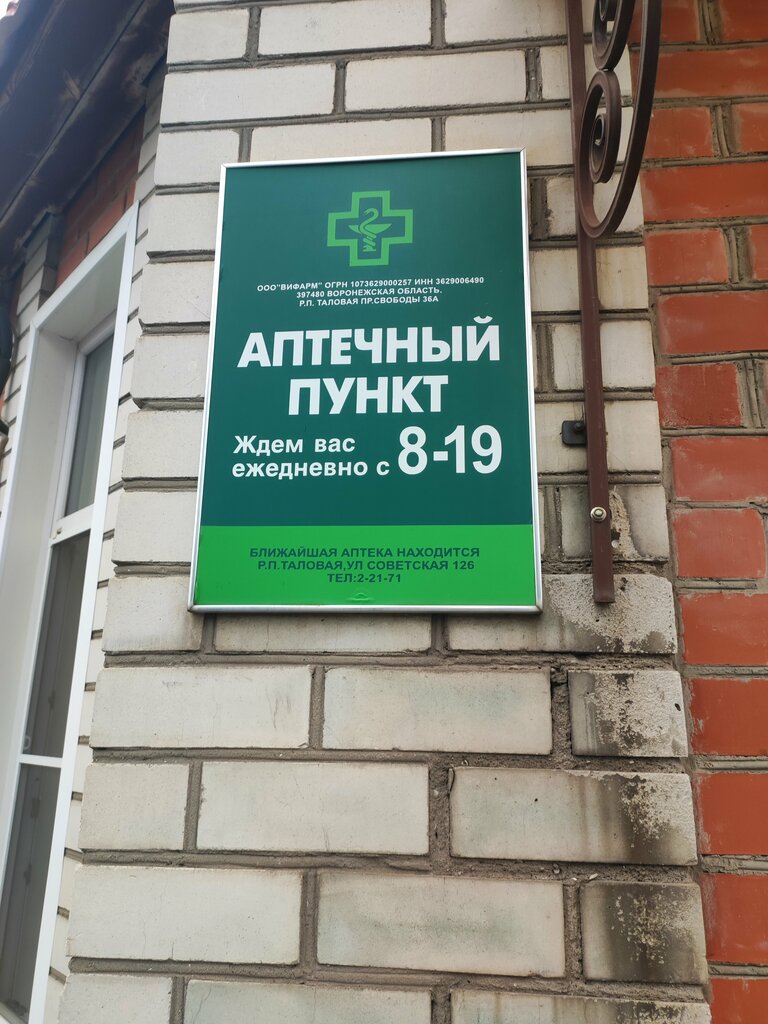 ООО"ВИФАРМ" ОГРН 1073629000257 ИНН 3629006490
397480 ВОРОНЕЖСКАЯ ОБЛАСТЬ.
Р.П. ТАЛОВАЯ ПР.СВОБОДЫ 36А
АПТЕЧНЫЙ
ПУНКТ
Ждем вас
ежедневно с 8-19
БЛИЖАЙШАЯ АПТЕКА НАХОДИТСЯ
Р.П.ТАЛОВАЯ,УЛ СОВЕТСКАЯ 126
ТЕЛ:2-21-71